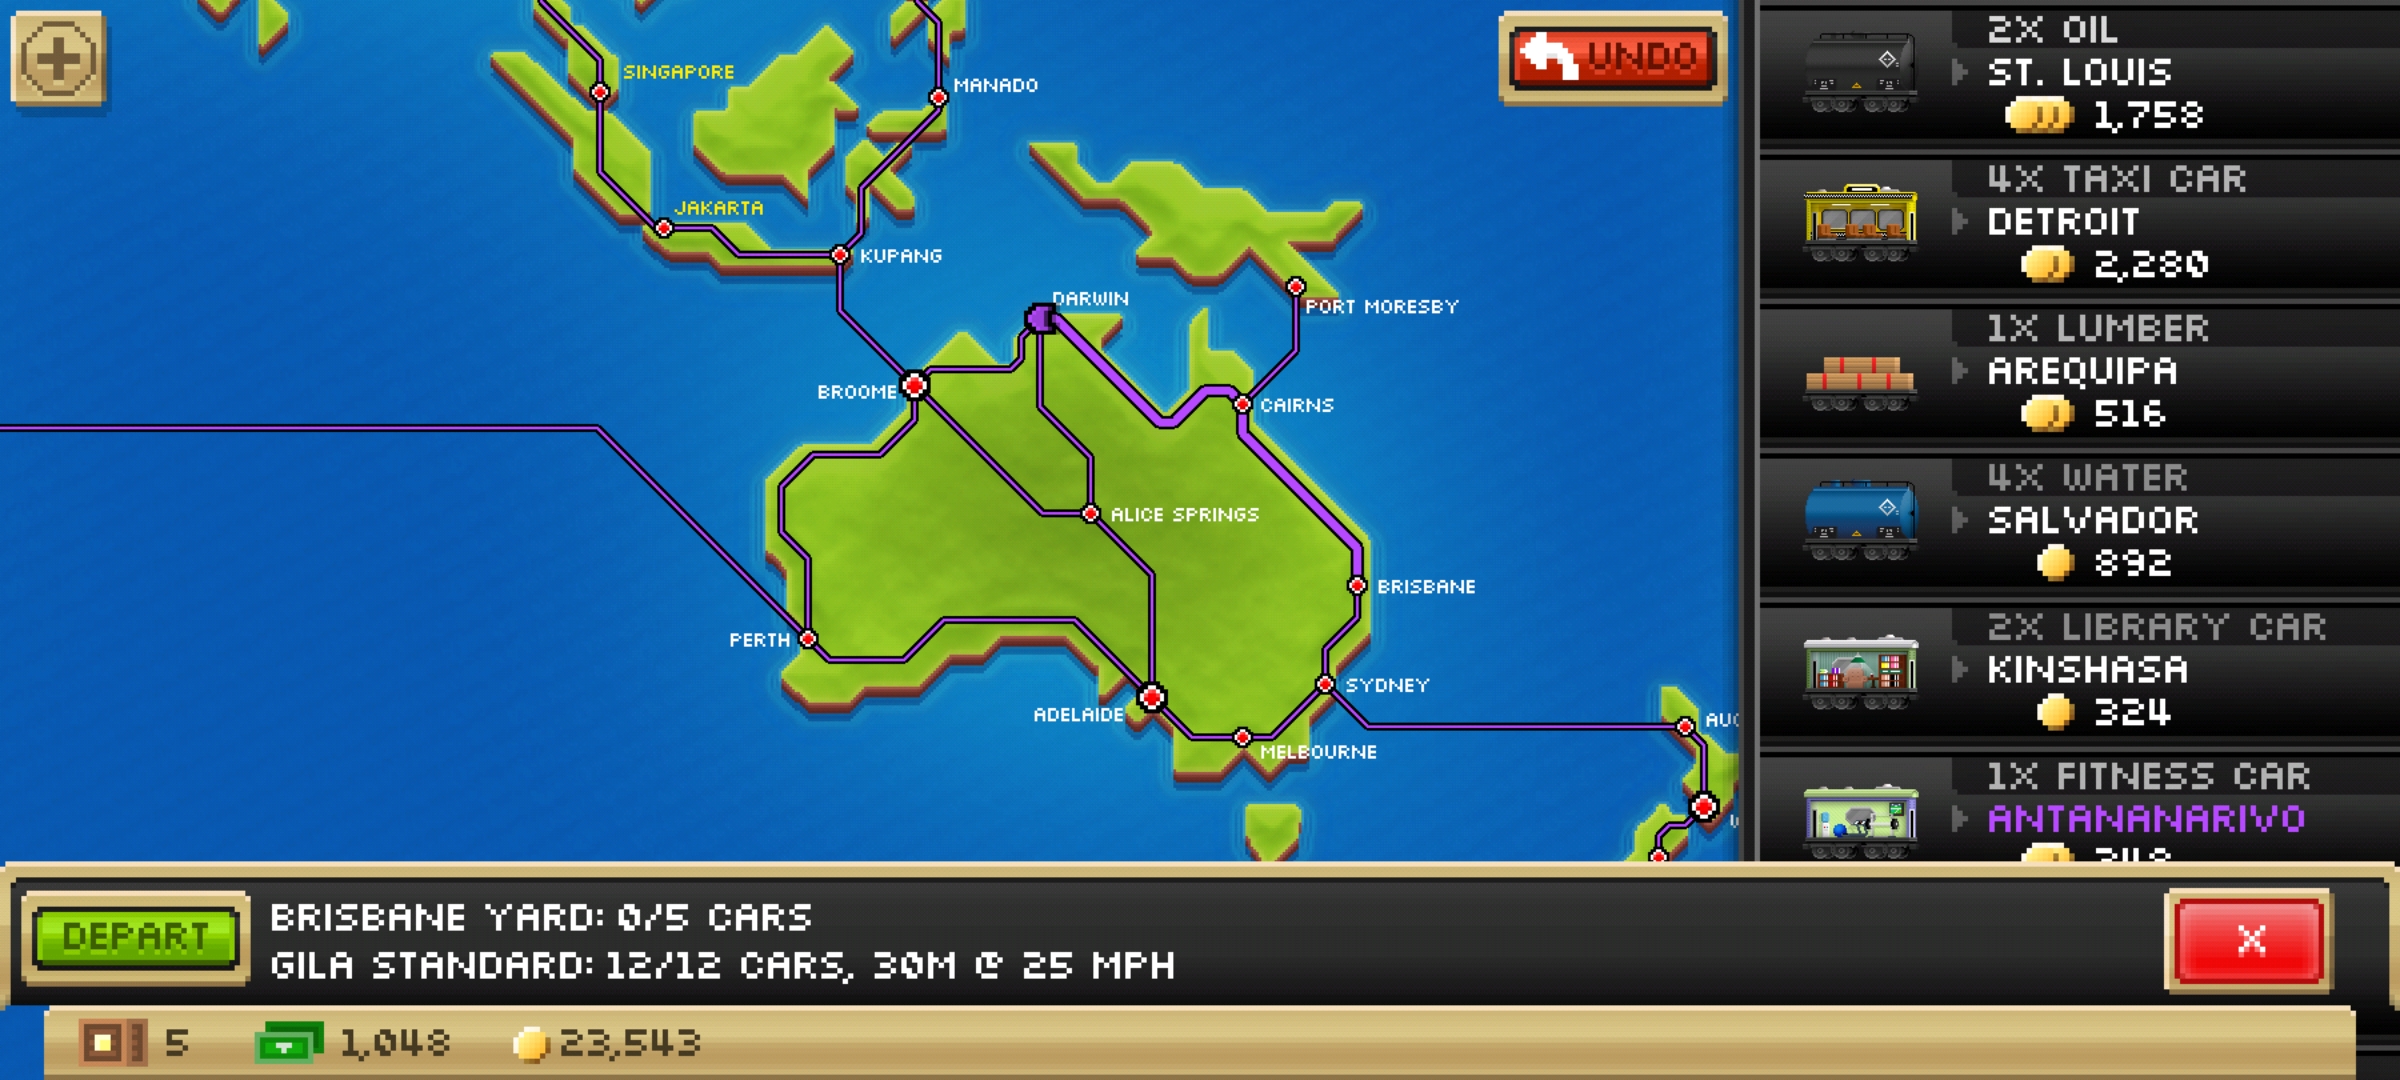 SINGAPORE
MANADO
UNDO
JAKARTA
KUPANG
DARWIN
PORT MORESBY
BROOME
CAIRNS
ALICE SPRINGS
BRISBANE
PERTH
SYDNEY
ADELAIDE
MELBOURNE
2X OIL
ST. LOUIS
1,758
4X TAXI CAR
DETROIT
2,280
1X LUMBER
AREQUIPA
516
4X WATER
SALVADOR
892
2X LIBRARY CAR
KINSHASA
324
1X FITNESS CAR
ANTANANARIVO
DEPART
BRISBANE YARD: 0/5 CARS
GILA STANDARD: 12/12 CARS, 30M @ 25 MPH
X
5
1,048
23,543